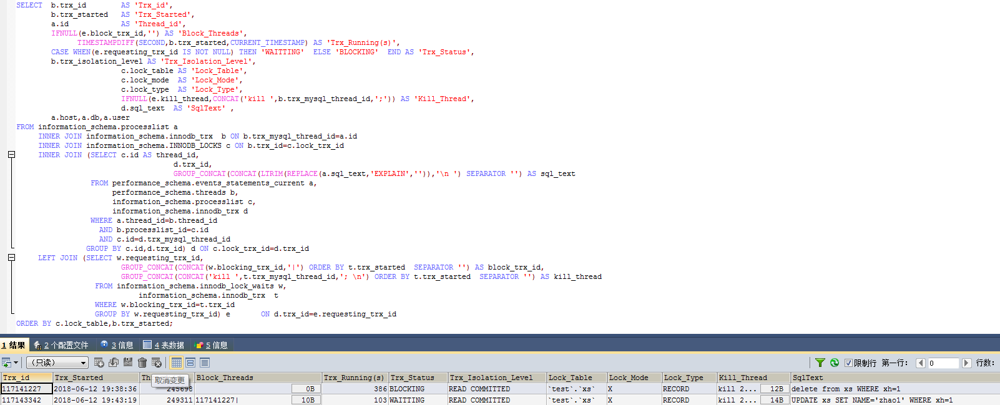 SELECT  b.trx_id        AS 'Trx_id',
b.trx_started   AS 'Trx_Started',
a.id            AS 'Thread_id',
IFNULL(e.block_trx_id,'') AS 'Block_Threads',
TIMESTAMPDIFF(SECOND,b.trx_started,CURRENT_TIMESTAMP) AS 'Trx_Running(s)',
CASE WHEN(e.requesting_trx_id IS NOT NULL) THEN 'WAITTING'  ELSE 'BLOCKING'  END AS 'Trx_Status',
b.trx_isolation_level AS 'Trx_Isolation_Level',
c.lock_table AS 'Lock_Table',
c.lock_mode  AS 'Lock_Mode',
c.lock_type  AS 'Lock_Type',
IFNULL(e.kill_thread,CONCAT('kill ',b.trx_mysql_thread_id,';')) AS 'Kill_Thread',
d.sql_text  AS 'SqlText' ,
a.host,a.db,a.user
FROM information_schema.processlist a
INNER JOIN information_schema.innodb_trx  b ON b.trx_mysql_thread_id=a.id
INNER JOIN information_schema.INNODB_LOCKS c ON b.trx_id=c.lock_trx_id
INNER JOIN (SELECT c.id AS thread_id,
d.trx_id,
GROUP_CONCAT(CONCAT(LTRIM(REPLACE(a.sql_text,'EXPLAIN','')),'\n ') SEPARATOR '') AS sql_text
FROM performance_schema.events_statements_current a,
performance_schema.threads b,
information_schema.processlist c,
information_schema.innodb_trx d
WHERE a.thread_id=b.thread_id
AND b.processlist_id=c.id
AND c.id=d.trx_mysql_thread_id
GROUP BY c.id,d.trx_id) d ON c.lock_trx_id=d.trx_id
LEFT JOIN (SELECT w.requesting_trx_id,
GROUP_CONCAT(CONCAT(w.blocking_trx_id,'|') ORDER BY t.trx_started  SEPARATOR '') AS block_trx_id,
GROUP_CONCAT(CONCAT('kill ',t.trx_mysql_thread_id,'; \n') ORDER BY t.trx_started  SEPARATOR '') AS kill_thread
FROM information_schema.innodb_lock_waits w,
information_schema.innodb_trx  t
WHERE w.blocking_trx_id=t.trx_id
GROUP BY w.requesting_trx_id) e       ON d.trx_id=e.requesting_trx_id
ORDER BY c.lock_table,b.trx_started;
1 结果 2 个配置文件 3 信息 4 表数据 5 信息
(只读) 限制行 第一行: 0 行数:
Trx_id Trx_Started Th 取消变更 Block_Threads Trx_Running(s) Trx_Status Trx_Isolation_Level Lock_Table Lock_Mode Lock_Type Kill_Thread SqlText
117141227 2018-06-12 19:38:36 245698 0B 386 BLOCKING READ COMMITTED `test`.`xs` X RECORD kill 2... 12B delete from xs WHERE xh=1
117143342 2018-06-12 19:43:19 249311 117141227| 10B 103 WAITTING READ COMMITTED `test`.`xs` X RECORD kill 2... 14B UPDATE xs SET NAME='zhao1' WHERE xh=1